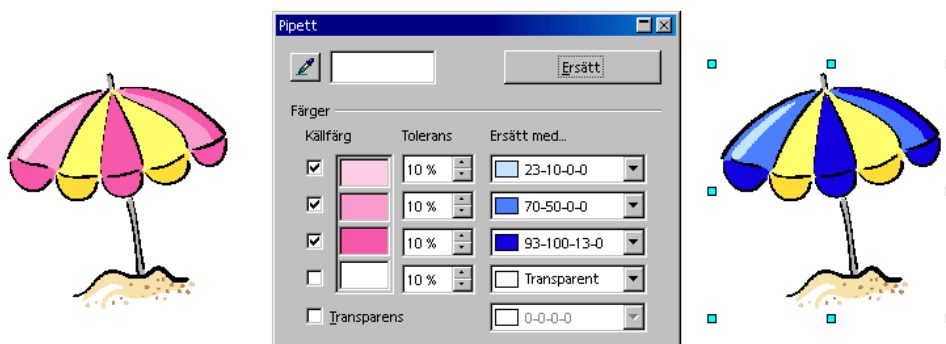 Pipett
Ersätt
Färger
Källfärg Tolerans Ersätt med...
10 % 23-10-0-0
10 % 70-50-0-0
10 % 93-100-13-0
10 % Transparent
Transparens 0-0-0-0